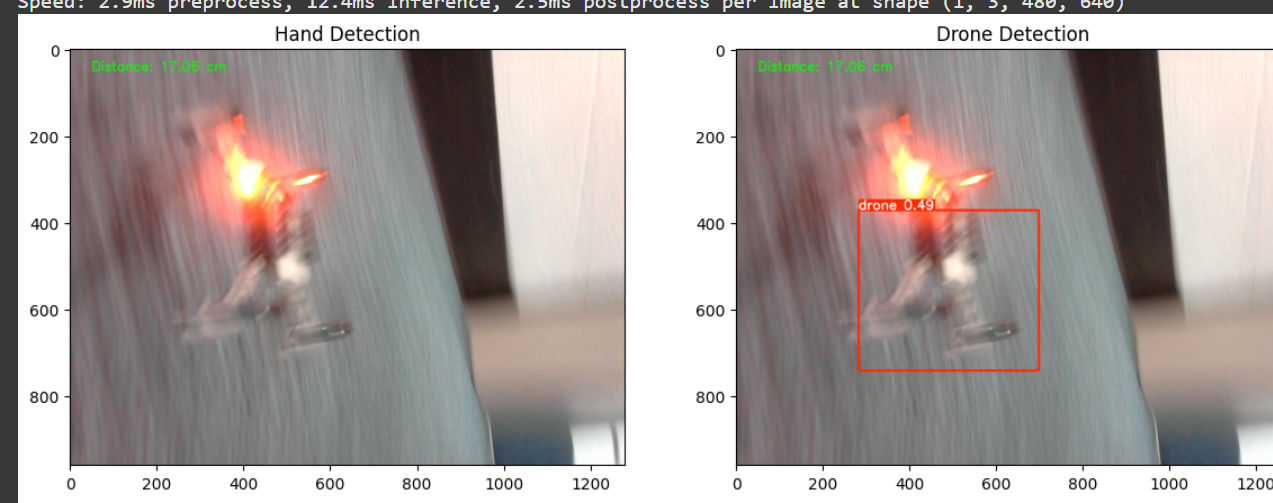 Speed: 2.9ms preprocess, 12.4ms inference, 2.5ms postprocess per image at shape (1, 3, 480, 640)
Hand Detection
Drone Detection
Distance: 17.06 cm
Distance: 17.06 cm
drone 0.49
0
200
400
600
800
0
200
400
600
800
0 200 400 600 800 1000 1200
0 200 400 600 800 1000 1200